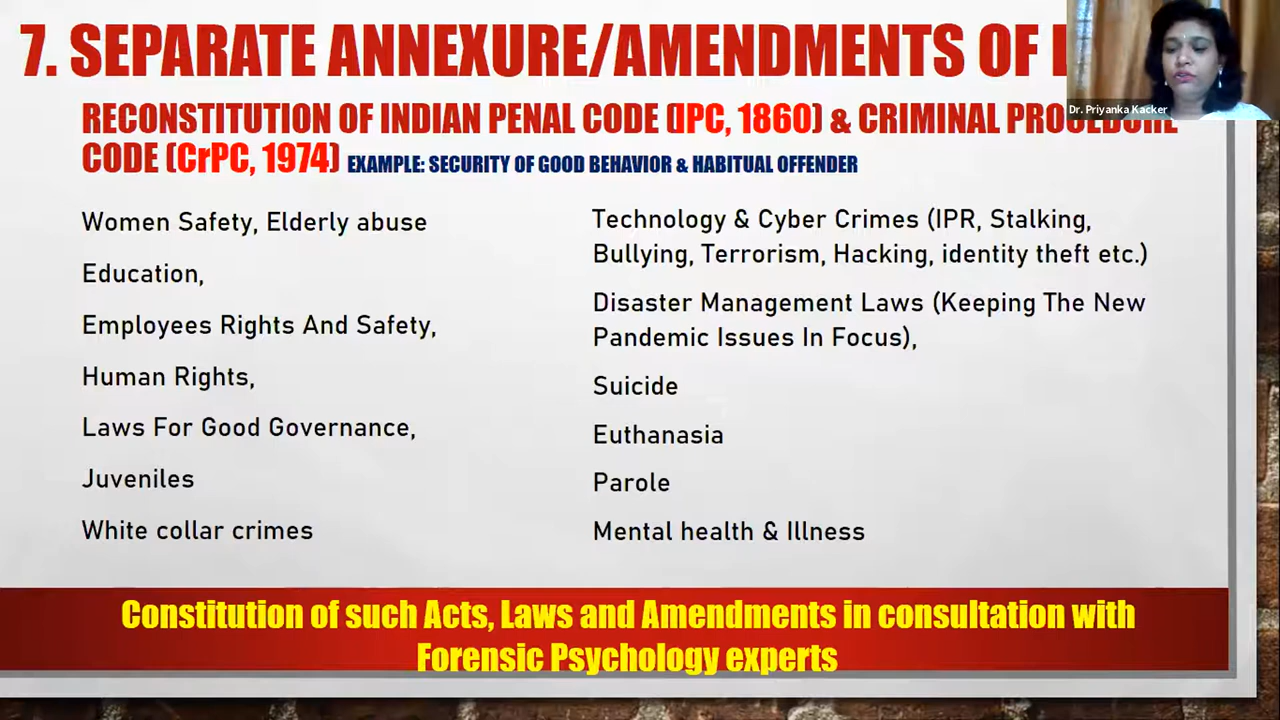 7. SEPARATE ANNEXURE/AMENDMENTS OF
Dr. Priyanka Kacker
RECONSTITUTION OF INDIAN PENAL CODE (IPC, 1860) & CRIMINAL PROCEDURE
CODE (CrPC, 1974) EXAMPLE: SECURITY OF GOOD BEHAVIOR & HABITUAL OFFENDER
Women Safety, Elderly abuse
Education,
Employees Rights And Safety,
Human Rights,
Laws For Good Governance,
Juveniles
White collar crimes
Technology & Cyber Crimes (IPR, Stalking,
Bullying, Terrorism, Hacking, identity theft etc.)
Disaster Management Laws (Keeping The New
Pandemic Issues In Focus),
Suicide
Euthanasia
Parole
Mental health & Illness
Constitution of such Acts, Laws and Amendments in consultation with
Forensic Psychology experts